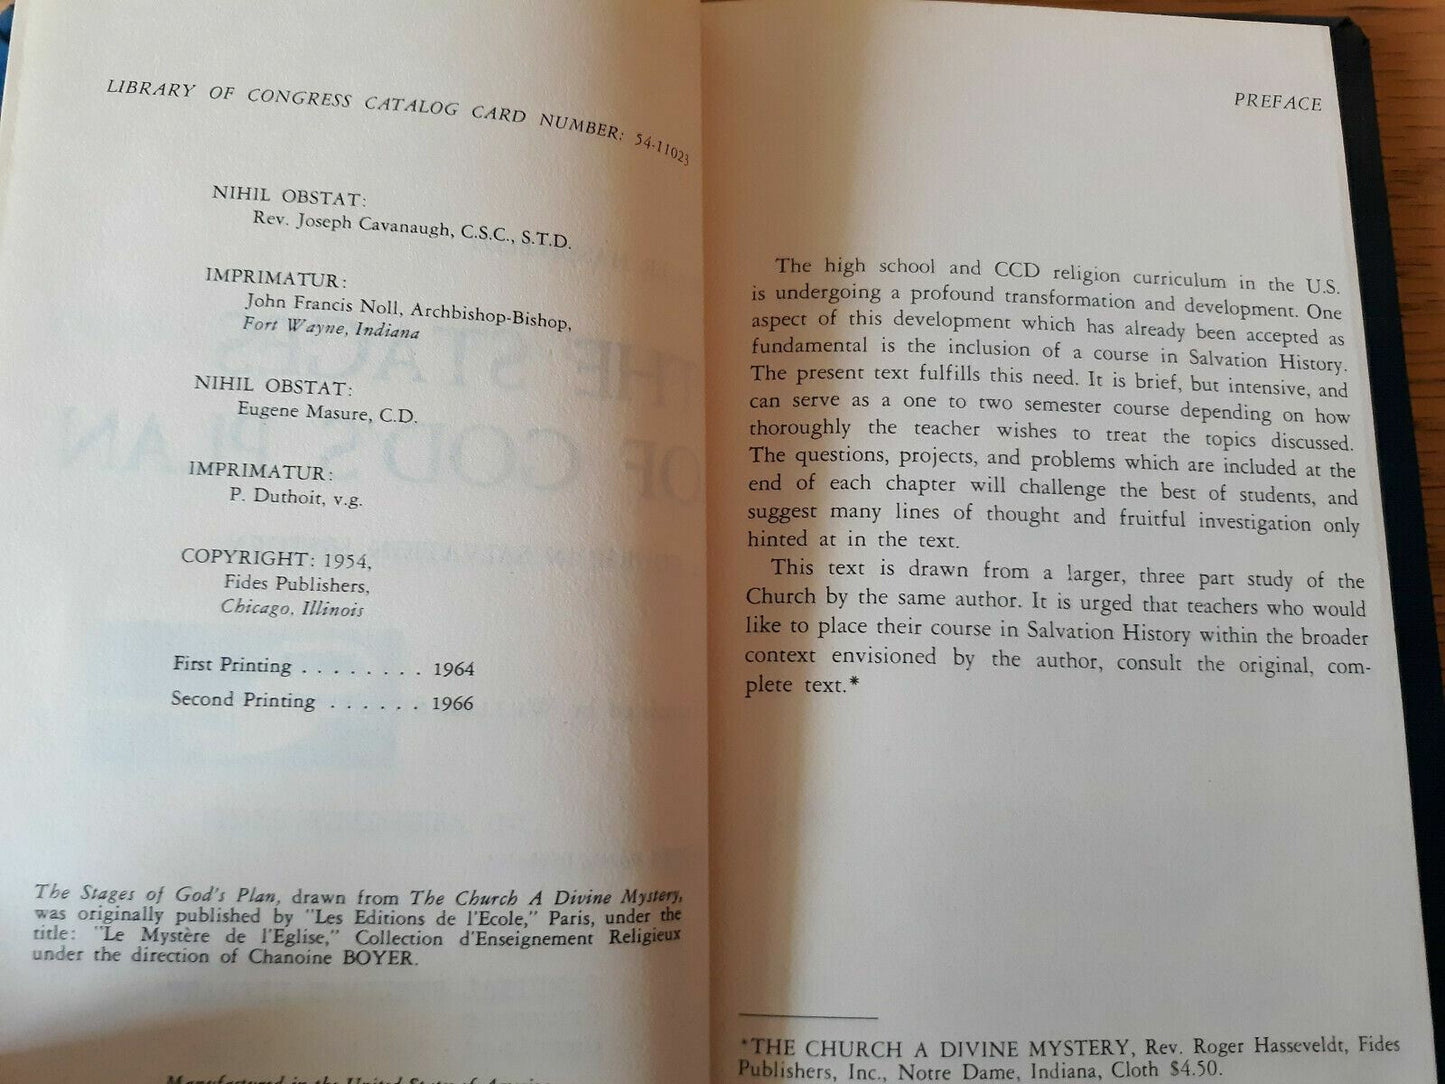 LIBRARY OF CONGRESS CATALOG CARD NUMBER: 54-11023
NIHIL OBSTAT:
Rev. Joseph Cavanaugh, C.S.C., S.T.D.
IMPRIMATUR:
John Francis Noll, Archbishop-Bishop,
Fort Wayne, Indiana
NIHIL OBSTAT:
Eugene Masure, C.D.
IMPRIMATUR:
P. Duthoit, v.g.
COPYRIGHT: 1954,
Fides Publishers,
Chicago, Illinois
First Printing . . . . . . . . 1964
Second Printing . . . . . . 1966
The Stages of God's Plan, drawn from The Church A Divine Mystery,
was originally published by "Les Editions de l'Ecole," Paris, under the
title: "Le Mystère de l'Eglise," Collection d'Enseignement Religieux
under the direction of Chanoine BOYER.
Manufactured in the United States of America
PREFACE
The high school and CCD religion curriculum in the U.S.
is undergoing a profound transformation and development. One
aspect of this development which has already been accepted as
fundamental is the inclusion of a course in Salvation History.
The present text fulfills this need. It is brief, but intensive, and
can serve as a one to two semester course depending on how
thoroughly the teacher wishes to treat the topics discussed.
The questions, projects, and problems which are included at the
end of each chapter will challenge the best of students, and
suggest many lines of thought and fruitful investigation only
hinted at in the text.
This text is drawn from a larger, three part study of the
Church by the same author. It is urged that teachers who would
like to place their course in Salvation History within the broader
context envisioned by the author, consult the original, com-
plete text.*
*THE CHURCH A DIVINE MYSTERY, Rev. Roger Hasseveldt, Fides
Publishers, Inc., Notre Dame, Indiana, Cloth $4.50.